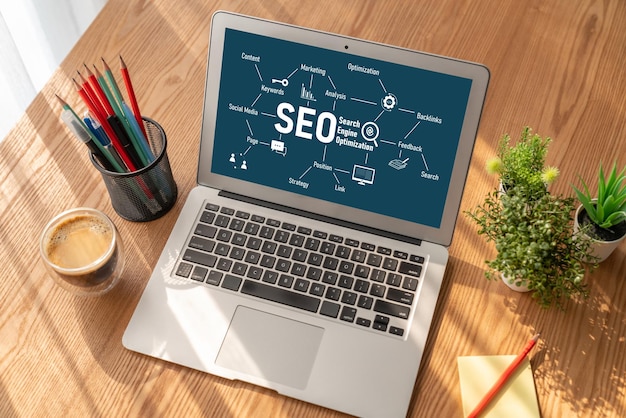 Content
Marketing
Optimization
Keywords
Analysis
Social Media
Backlinks
SEO
Search
Engine
Optimization
Feedback
Page
Position
Search
Strategy
Link